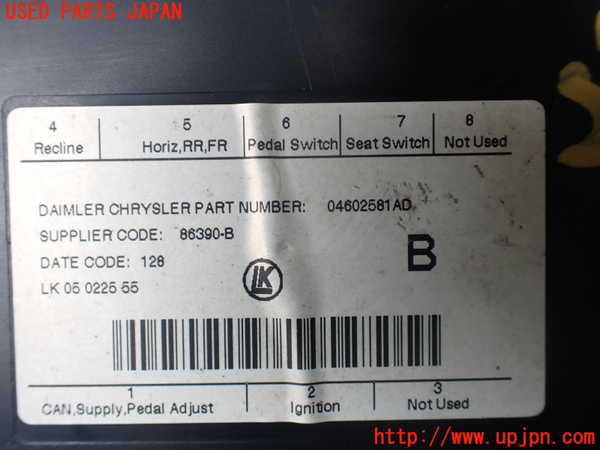 USED PARTS JAPAN
4 5 6 7 8
Recline Horiz,RR,FR Pedal Switch Seat Switch Not Used
DAIMLER CHRYSLER PART NUMBER: 04602581AD
SUPPLIER CODE: 86390-B
DATE CODE: 128
B
LK 05 0225 55
LK
1 2 3
CAN,Supply,Pedal Adjust Ignition Not Used
http://www.upjpn.com/